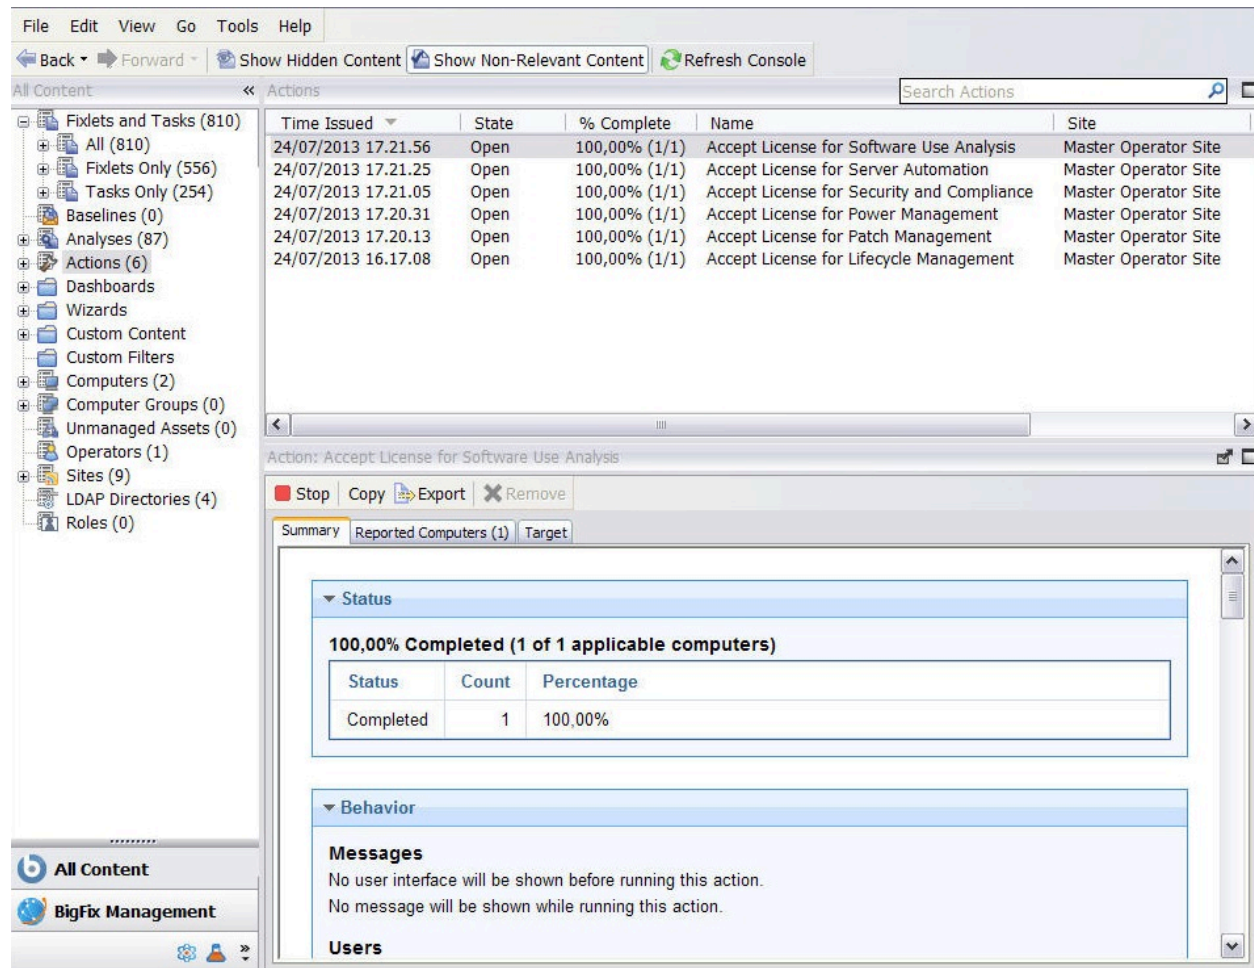 File Edit View Go Tools Help
Back Forward Show Hidden Content Show Non-Relevant Content Refresh Console
All Content « Actions Search Actions
Fixlets and Tasks (810)
All (810)
Fixlets Only (556)
Tasks Only (254)
Baselines (0)
Analyses (87)
Actions (6)
Dashboards
Wizards
Custom Content
Custom Filters
Computers (2)
Computer Groups (0)
Unmanaged Assets (0)
Operators (1)
Sites (9)
LDAP Directories (4)
Roles (0)
All Content
BigFix Management
Time Issued State % Complete Name Site
24/07/2013 17.21.56 Open 100,00% (1/1) Accept License for Software Use Analysis Master Operator Site
24/07/2013 17.21.25 Open 100,00% (1/1) Accept License for Server Automation Master Operator Site
24/07/2013 17.21.05 Open 100,00% (1/1) Accept License for Security and Compliance Master Operator Site
24/07/2013 17.20.31 Open 100,00% (1/1) Accept License for Power Management Master Operator Site
24/07/2013 17.20.13 Open 100,00% (1/1) Accept License for Patch Management Master Operator Site
24/07/2013 16.17.08 Open 100,00% (1/1) Accept License for Lifecycle Management Master Operator Site
Action: Accept License for Software Use Analysis
Stop Copy Export Remove
Summary Reported Computers (1) Target
Status
100,00% Completed (1 of 1 applicable computers)
Status Count Percentage
Completed 1 100,00%
Behavior
Messages
No user interface will be shown before running this action.
No message will be shown while running this action.
Users